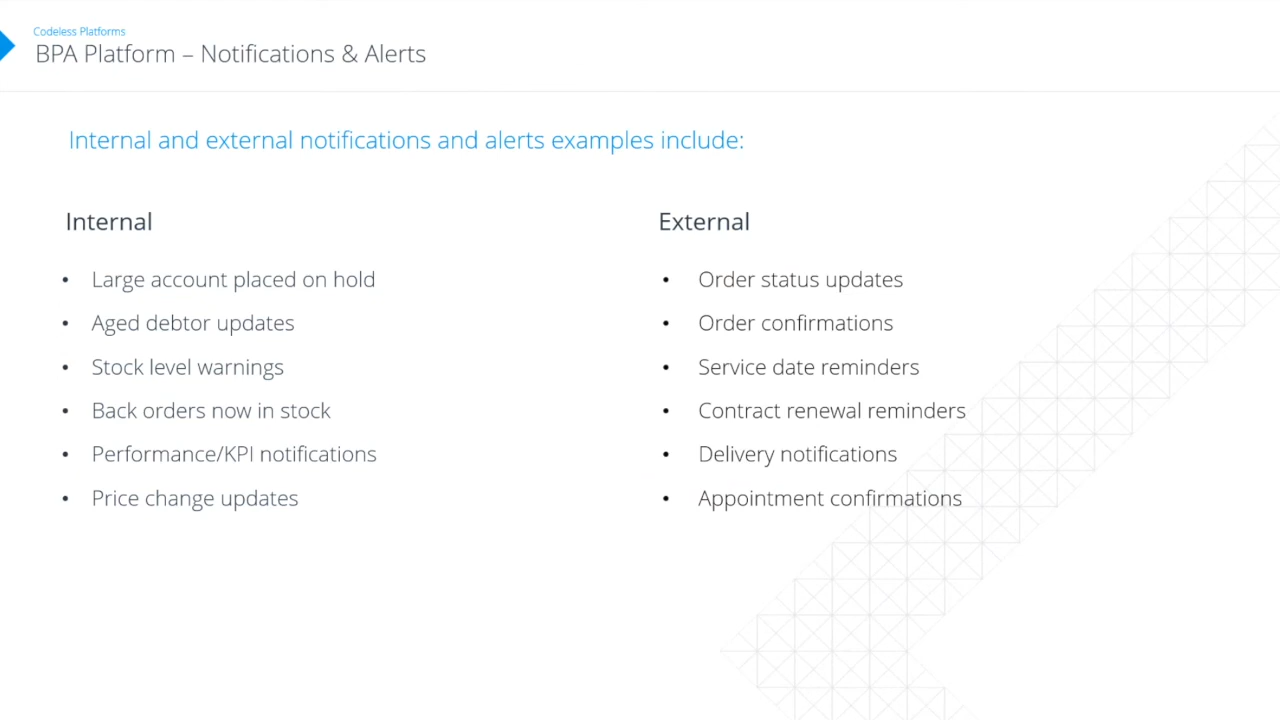 Codeless Platforms
BPA Platform – Notifications & Alerts
Internal and external notifications and alerts examples include:
Internal
• Large account placed on hold
• Aged debtor updates
• Stock level warnings
• Back orders now in stock
• Performance/KPI notifications
• Price change updates
External
• Order status updates
• Order confirmations
• Service date reminders
• Contract renewal reminders
• Delivery notifications
• Appointment confirmations